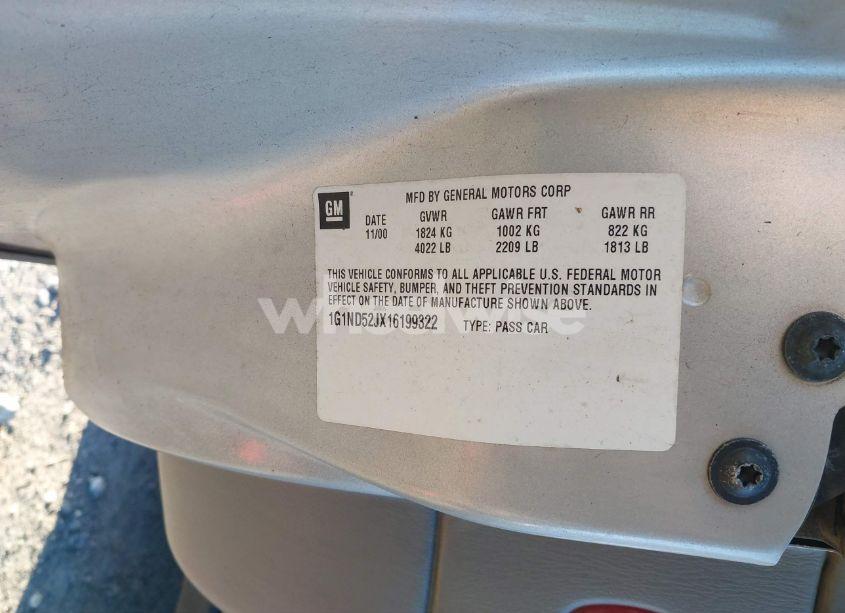 GM
MFD BY GENERAL MOTORS CORP
DATE GVWR GAWR FRT GAWR RR
11/00 1824 KG 1002 KG 822 KG
4022 LB 2209 LB 1813 LB
THIS VEHICLE CONFORMS TO ALL APPLICABLE U.S. FEDERAL MOTOR
VEHICLE SAFETY, BUMPER, AND THEFT PREVENTION STANDARDS IN
EFFECT ON THE DATE OF MANUFACTURE SHOWN ABOVE.
1G1ND52JX16199322 TYPE: PASS CAR